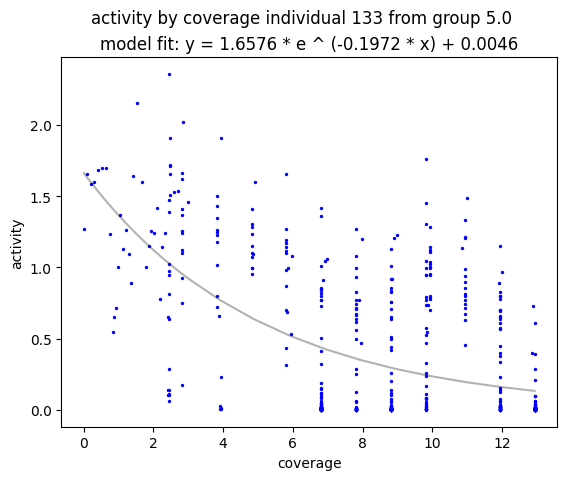 activity by coverage individual 133 from group 5.0
model fit: y = 1.6576 * e ^ (-0.1972 * x) + 0.0046
2.0
1.5
1.0
0.5
0.0
activity
0 2 4 6 8 10 12
coverage